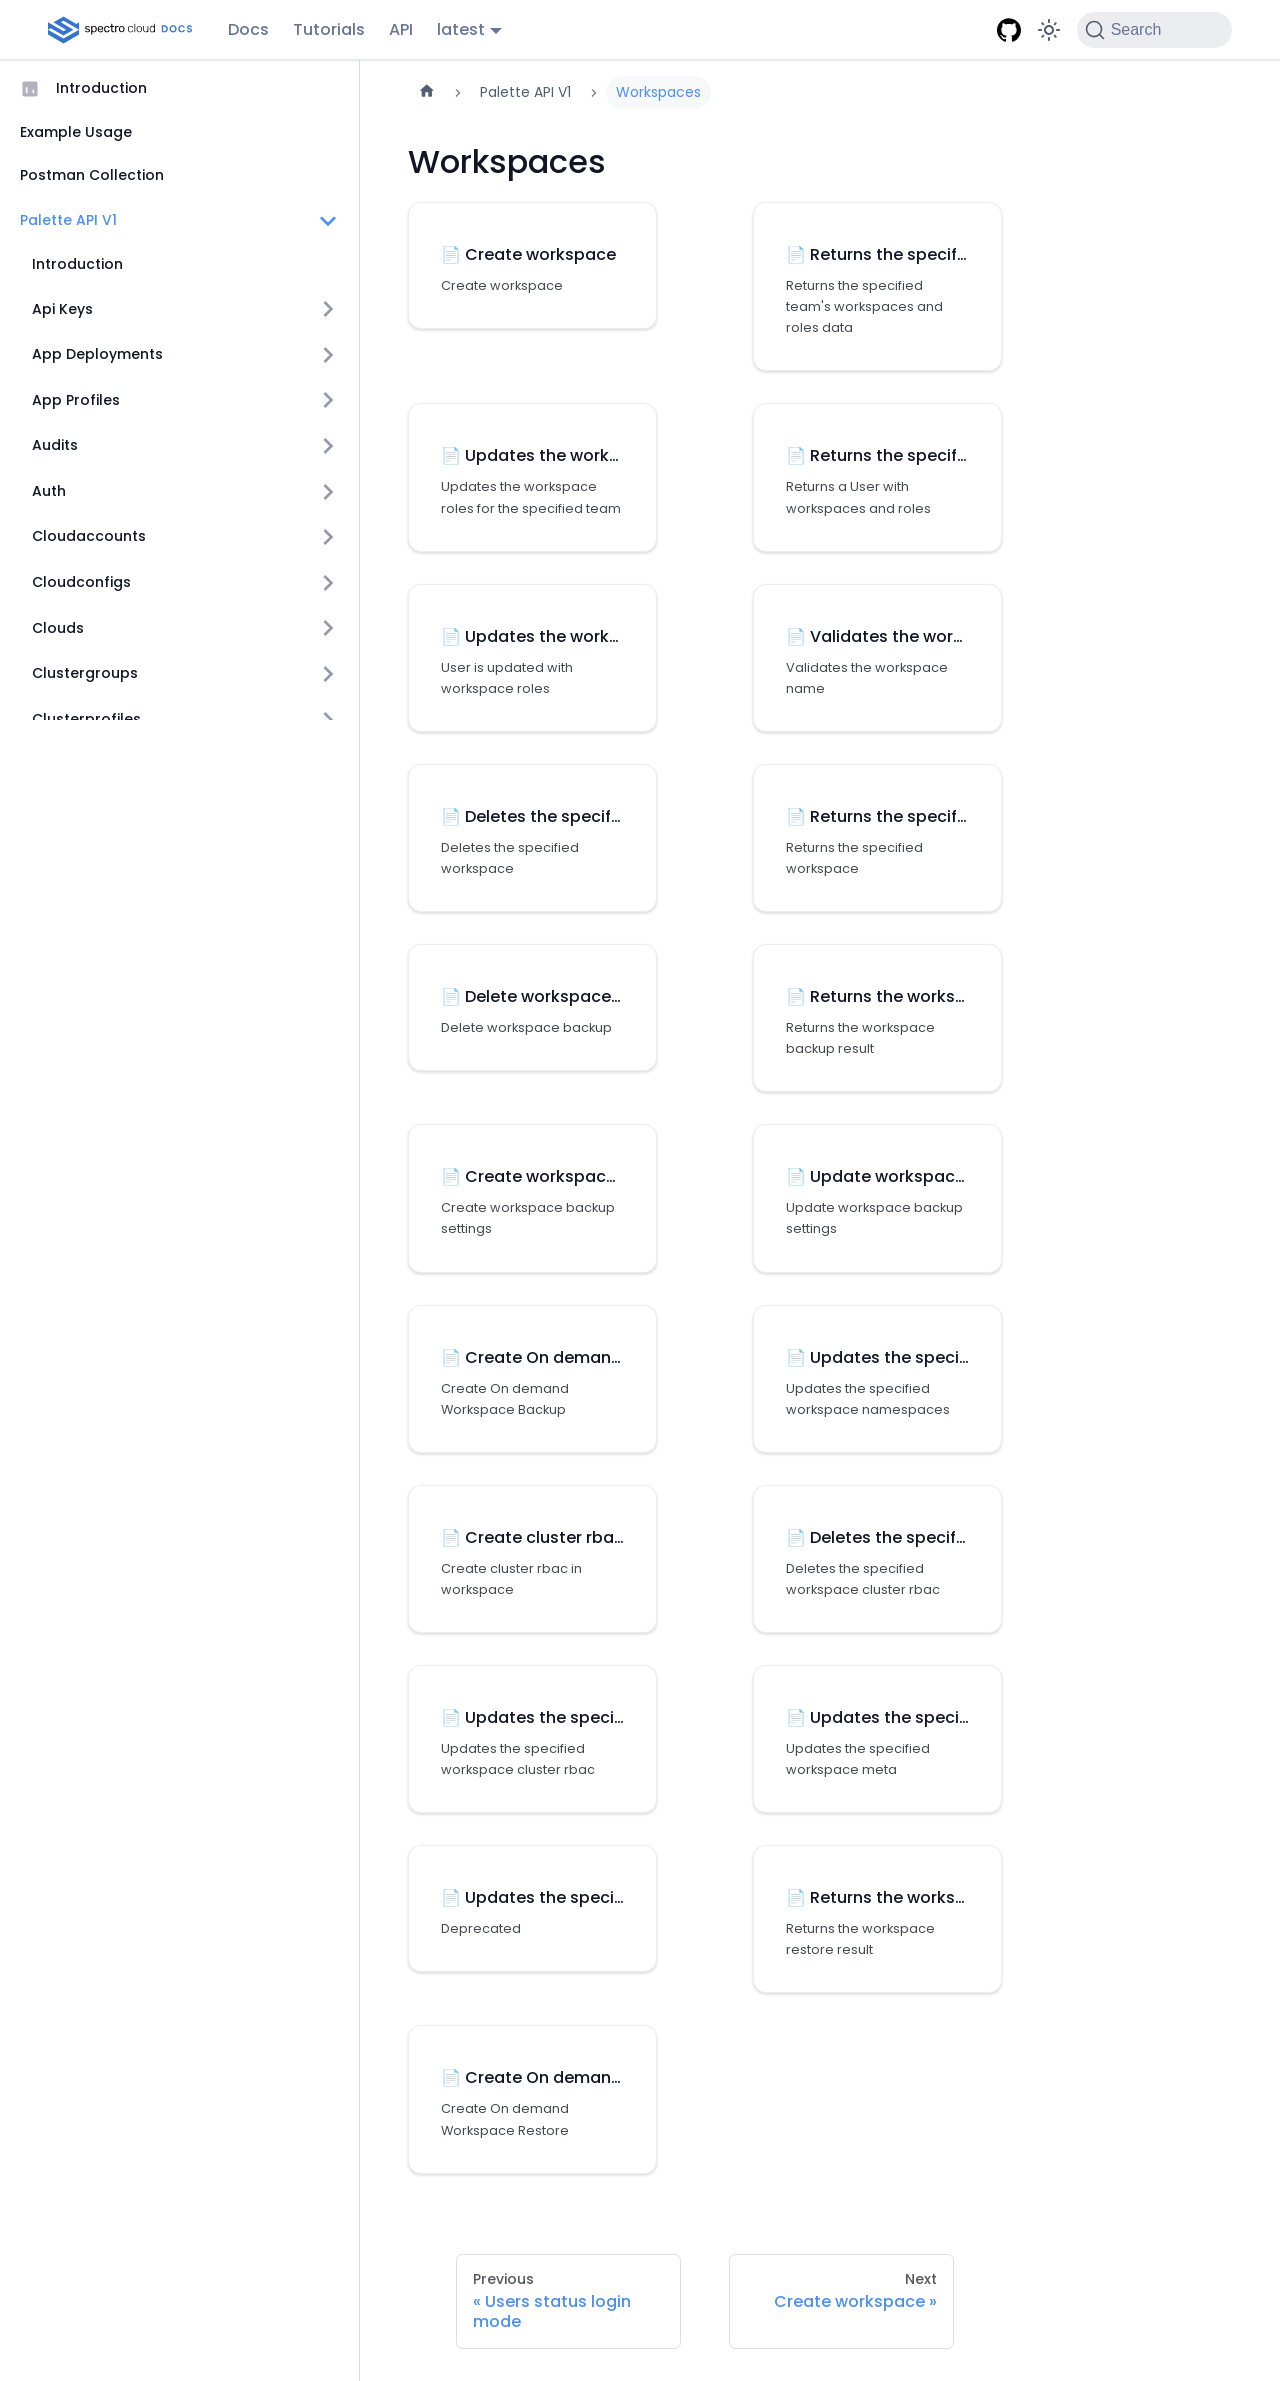 spectro cloud DOCS
Docs
Tutorials
API
latest
Search
Introduction
Example Usage
Postman Collection
Palette API V1
Introduction
Api Keys
App Deployments
App Profiles
Audits
Auth
Cloudaccounts
Cloudconfigs
Clouds
Clustergroups
Clusterprofiles
Palette API V1
Workspaces
Workspaces
Create workspace
Create workspace
Returns the specif...
Returns the specified
team's workspaces and
roles data
Updates the work...
Updates the workspace
roles for the specified team
Returns the specif...
Returns a User with
workspaces and roles
Updates the work...
User is updated with
workspace roles
Validates the wor...
Validates the workspace
name
Deletes the specif...
Deletes the specified
workspace
Returns the specif...
Returns the specified
workspace
Delete workspace...
Delete workspace backup
Returns the works...
Returns the workspace
backup result
Create workspac...
Create workspace backup
settings
Update workspac...
Update workspace backup
settings
Create On deman...
Create On demand
Workspace Backup
Updates the speci...
Updates the specified
workspace namespaces
Create cluster rba...
Create cluster rbac in
workspace
Deletes the specif...
Deletes the specified
workspace cluster rbac
Updates the speci...
Updates the specified
workspace cluster rbac
Updates the speci...
Updates the specified
workspace meta
Updates the speci...
Deprecated
Returns the works...
Returns the workspace
restore result
Create On deman...
Create On demand
Workspace Restore
Previous
« Users status login
mode
Next
Create workspace »